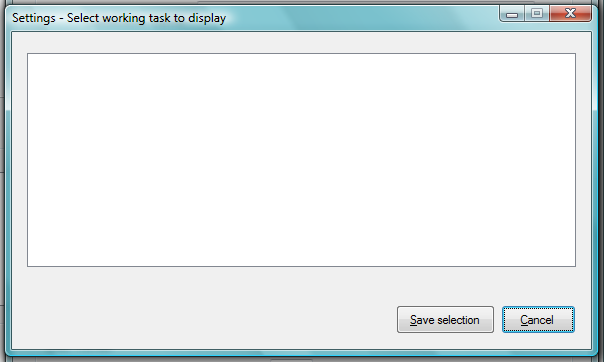 Settings - Select working task to display
Save selection
Cancel